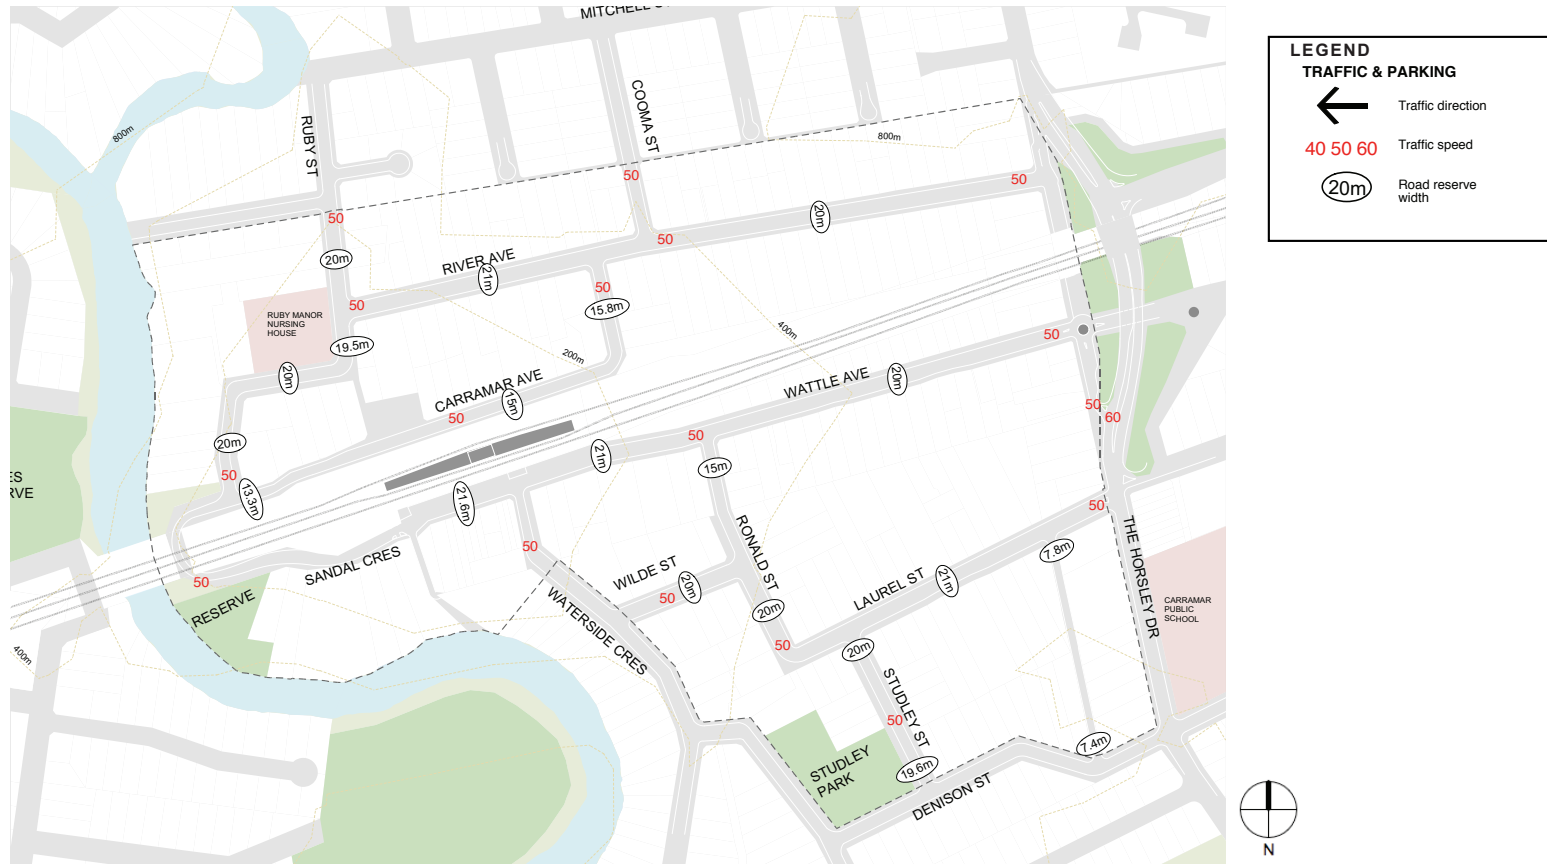 MITCHELL S
LEGEND
TRAFFIC & PARKING
Traffic direction
40 50 60
Traffic speed
20m
Road reserve
width
800m
RUBY ST
COOMA ST
800m
50
50
50
20m
50
20m
RIVER AVE
21m
50
15.8m
50
RUBY MANOR
NURSING
HOUSE
19.5m
400m
50
200m
20m
CARRAMAR AVE
15m
50
WATTLE AVE
20m
50
60
20m
50
21m
50
15m
50
13.3m
21.6m
ES
RVE
50
RONALD ST
THE HORSLEY DR
50
SANDAL CRES
50
7.8m
WILDE ST
20m
50
LAUREL ST
21m
RESERVE
WATERSIDE CRES
20m
CARRAMAR
PUBLIC
SCHOOL
400m
50
20m
STUDLEY ST
50
7.4m
STUDLEY
PARK
19.6m
DENISON ST
N